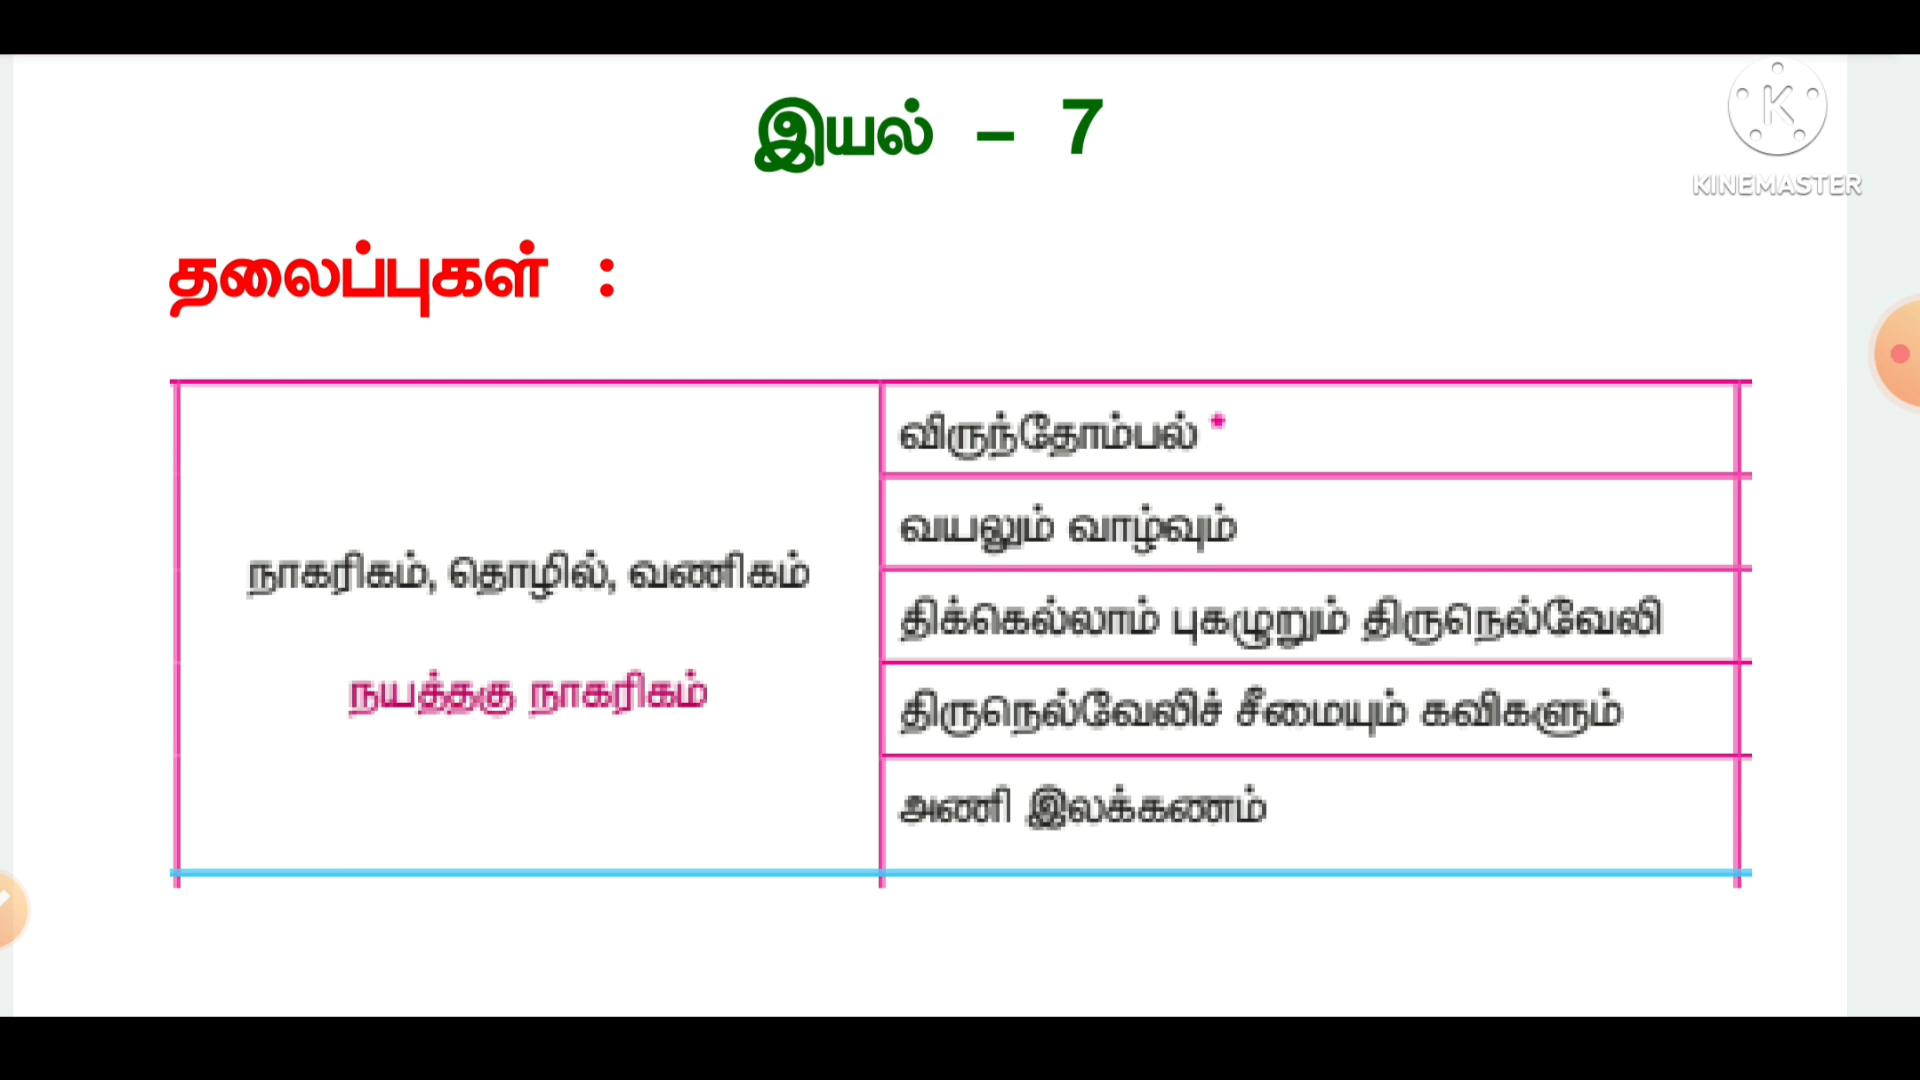 இயல் – 7
KINEMASTER
தலைப்புகள் :
நாகரிகம், தொழில், வணிகம்
நயத்தகு நாகரிகம்
விருந்தோம்பல் *
வயலும் வாழ்வும்
திக்கெல்லாம் புகழுறும் திருநெல்வேலி
திருநெல்வேலிச் சீமையும் கவிகளும்
அணி இலக்கணம்